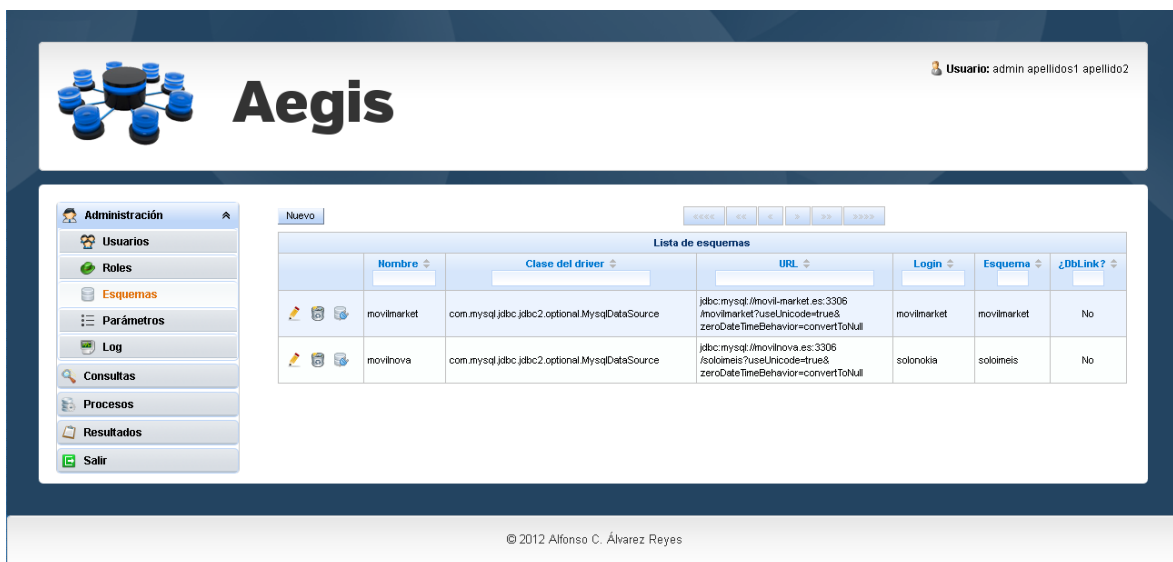 Usuario: admin apellidos1 apellido2
Aegis
Administración
Usuarios
Roles
Esquemas
Parámetros
Log
Consultas
Procesos
Resultados
Salir
Nuevo
<<<< << < > >> >>>>
Lista de esquemas
Nombre Clase del driver URL Login Esquema ¿DbLink?
movilmarket com.mysql.jdbc.jdbc2.optional.MysqlDataSource jdbc:mysql://movil-market.es:3306
/movilmarket?useUnicode=true&
zeroDateTimeBehavior=convertToNull movilmarket movilmarket No
movilnova com.mysql.jdbc.jdbc2.optional.MysqlDataSource jdbc:mysql://movilnova.es:3306
/soloimeis?useUnicode=true&
zeroDateTimeBehavior=convertToNull solonokia soloimeis No
© 2012 Alfonso C. Álvarez Reyes